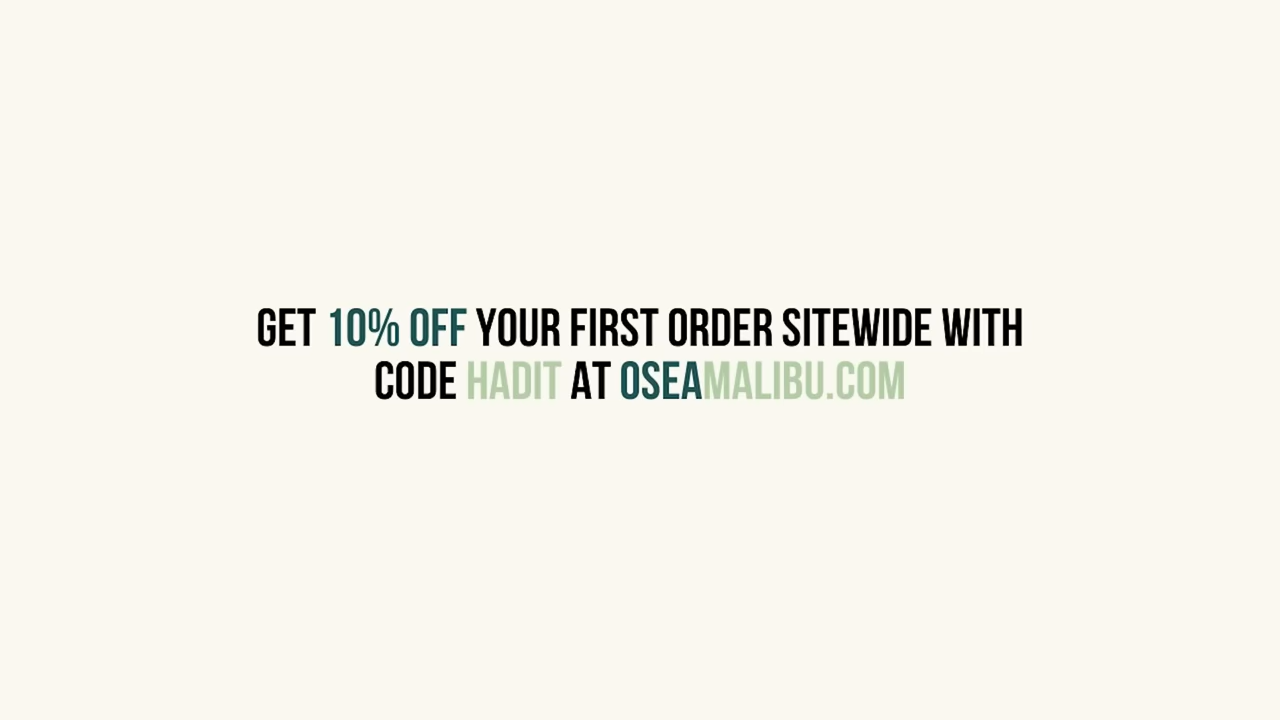 GET 10% OFF YOUR FIRST ORDER SITEWIDE WITH
CODE HADIT AT OSEAMALIBU.COM